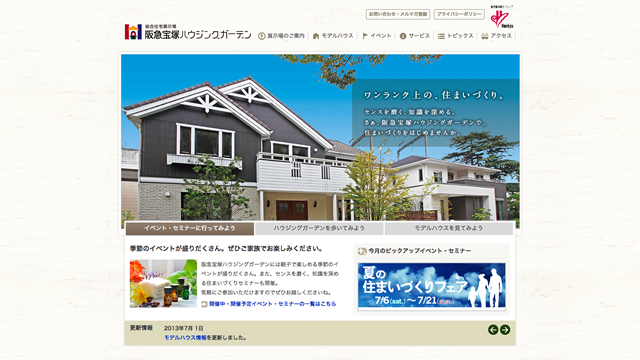 お問い合わせ・メルマガ登録
プライバシーポリシー
総合住宅展示場
阪急宝塚ハウジングガーデン
展示場のご案内
モデルハウス
イベント
サービス
トピックス
アクセス
ワンランク上の、住まいづくり。
センスを磨く、知識を深める。
さぁ、阪急宝塚ハウジングガーデンで、
住まいづくりをはじめませんか。
イベント・セミナーに行ってみよう
ハウジングガーデンを歩いてみよう
モデルハウスを見てみよう
季節のイベントが盛りだくさん。ぜひご家族でお楽しみください。
阪急宝塚ハウジングガーデンには親子で楽しめる季節のイ
ベントが盛りだくさん。また、センスを磨く、知識を深め
る住まいづくりセミナーも開催。
気軽にご参加いただけますのでぜひお越しくださいね。
開催中・開催予定イベント・セミナーの一覧はこちら
今月のピックアップイベント・セミナー
夏の
住まいづくりフェア
7/6(sat.)~7/21(sun.)
更新情報
2013年7月 1日
モデルハウス情報を更新しました。